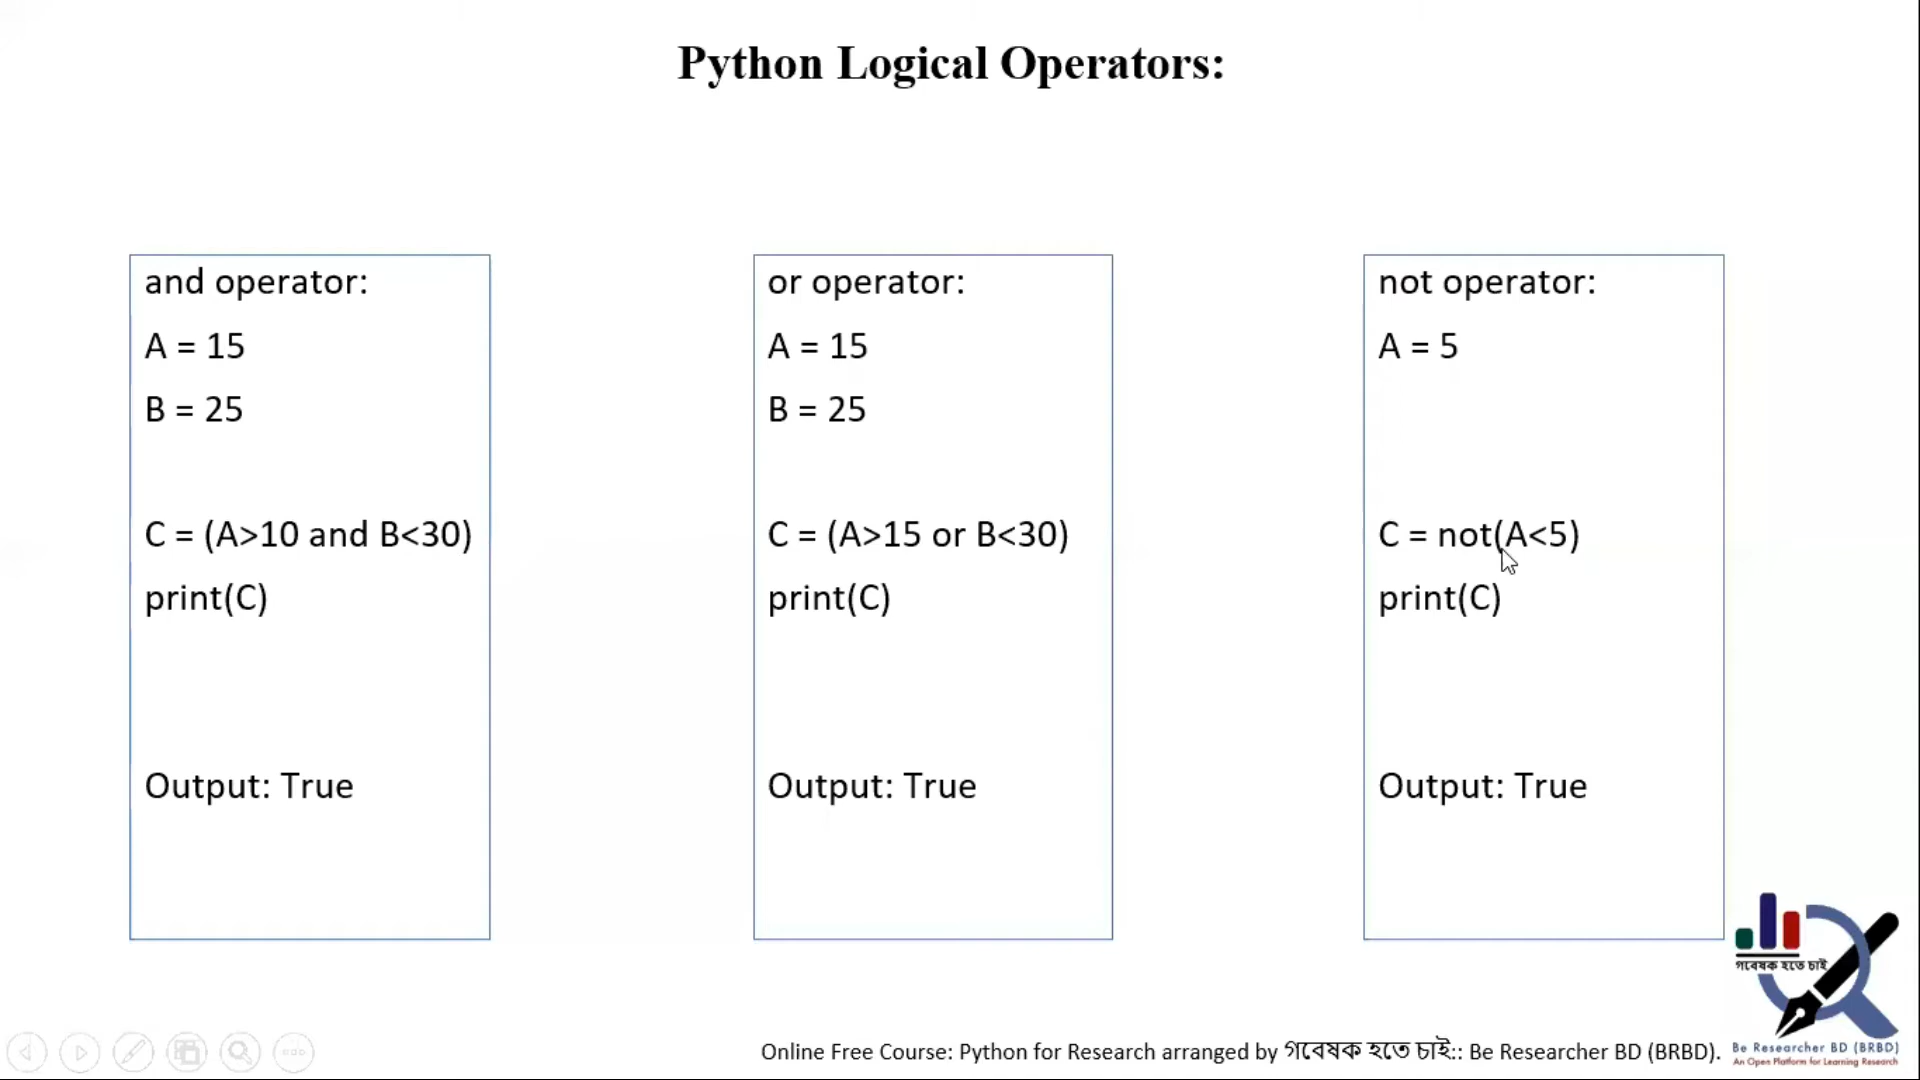 Python Logical Operators:
and operator:
A = 15
B = 25
C = (A>10 and B<30)
print(C)
Output: True
or operator:
A = 15
B = 25
C = (A>15 or B<30)
print(C)
Output: True
not operator:
A = 5
C = not(A<5)
print(C)
Output: True
গবেষক হতে চাই
Be Researcher BD (BRBD)
An Open Platform for Learning Research
Online Free Course: Python for Research arranged by গবেষক হতে চাই:: Be Researcher BD (BRBD).